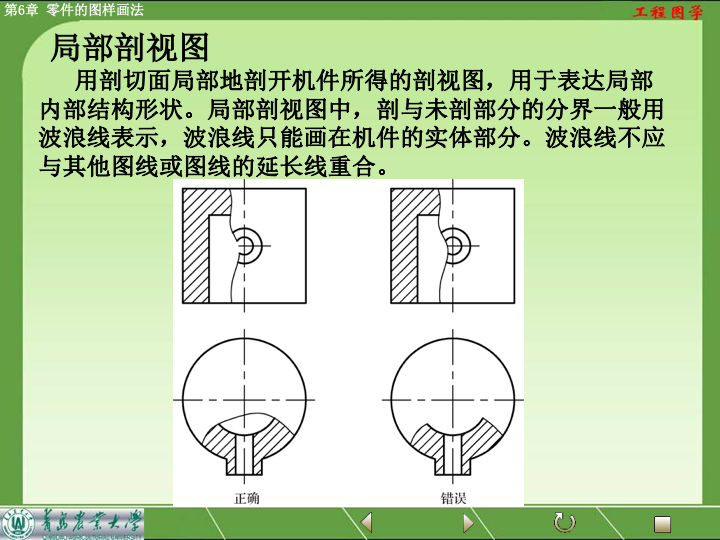 第6章 零件的图样画法
工程图学
局部剖视图
用剖切面局部地剖开机件所得的剖视图，用于表达局部
内部结构形状。局部剖视图中，剖与未剖部分的分界一般用
波浪线表示，波浪线只能画在机件的实体部分。波浪线不应
与其他图线或图线的延长线重合。
正确
错误
青岛农业大学